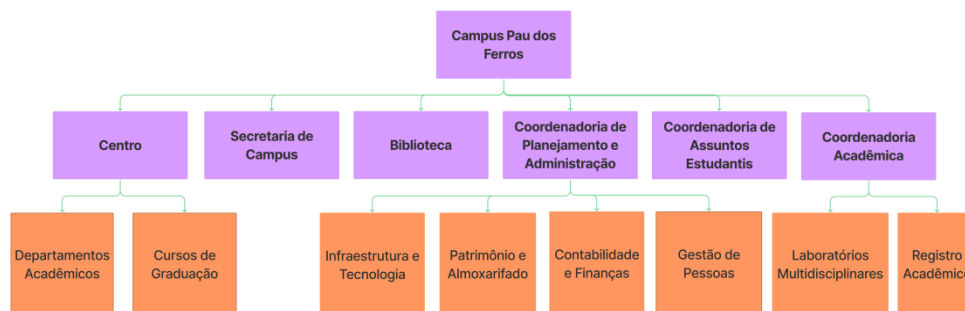 Campus Pau dos
Ferros
Centro
Secretaria de
Campus
Biblioteca
Coordenadoria de
Planejamento e
Administração
Coordenadoria de
Assuntos
Estudantis
Coordenadoria
Acadêmica
Departamentos
Acadêmicos
Cursos de
Graduação
Infraestrutura e
Tecnologia
Patrimônio e
Almoxarifado
Contabilidade
e Finanças
Gestão de
Pessoas
Laboratórios
Multidisciplinares
Registro
Acadêmico